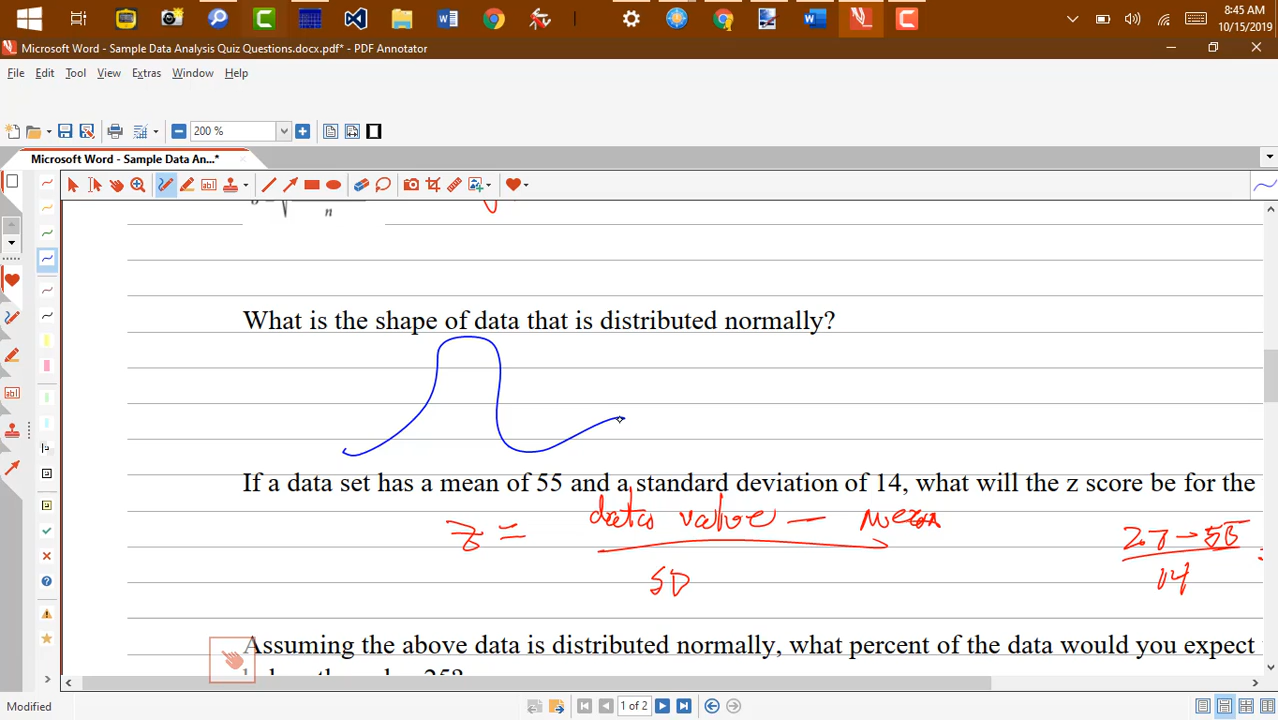 8:45 AM
10/15/2019
Microsoft Word - Sample Data Analysis Quiz Questions.docx.pdf* - PDF Annotator
File Edit Tool Extras Window Help
200 %
Microsoft Word - Sample Data An...*
n
What is the shape of data that is distributed normally?
If a data set has a mean of 55 and a standard deviation of 14, what will the z score be for the
z = data value — Mean
SD
14
Assuming the above data is distributed normally, what percent of the data would you expect
Modified
1 of 2